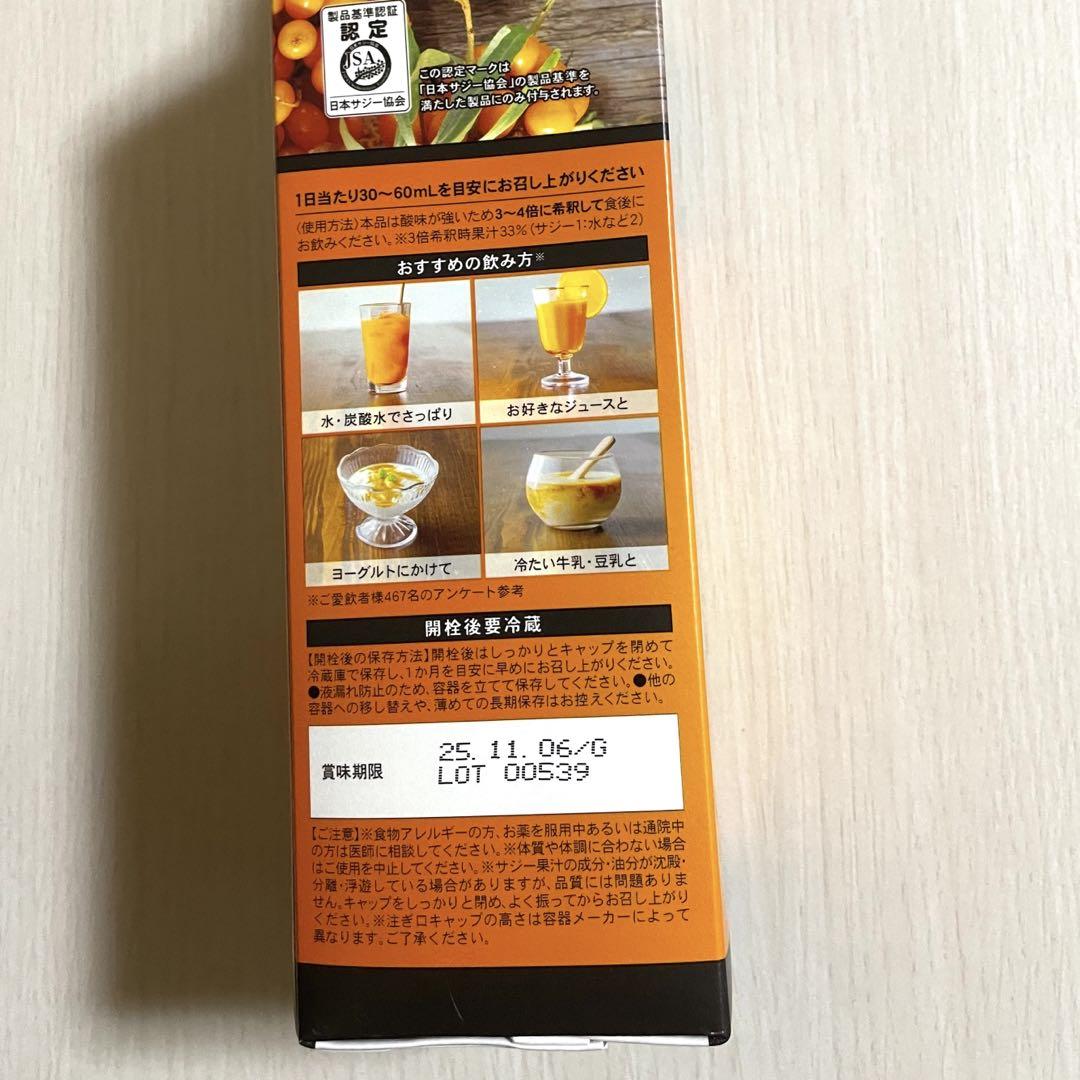 製品基準認証
認定
JSA
日本サジー協会
この認定マークは
「日本サジー協会」の製品基準を
満たした製品にのみ付与されます。
1日当たり30〜60mLを目安にお召し上がりください
〈使用方法〉本品は酸味が強いため3〜4倍に希釈して食後に
お飲みください。※3倍希釈時果汁33%(サジー1:水など2)
おすすめの飲み方※
水・炭酸水でさっぱり
お好きなジュースと
ヨーグルトにかけて
冷たい牛乳・豆乳と
※ご愛飲者様467名のアンケート参考
開栓後要冷蔵
【開栓後の保存方法】開栓後はしっかりとキャップを閉めて
冷蔵庫で保存し、1か月を目安に早めにお召し上がりください。
●液漏れ防止のため、容器を立てて保存してください。●他の
容器への移し替えや、薄めての長期保存はお控えください。
賞味期限
25.11.06/G
LOT 00539
【ご注意】※食物アレルギーの方、お薬を服用中あるいは通院中
の方は医師に相談してください。※体質や体調に合わない場合
はご使用を中止してください。※サジー果汁の成分・油分が沈殿・
分離・浮遊している場合がありますが、品質には問題ありま
せん。キャップをしっかりと閉め、よく振ってからお召し上がり
ください。※注ぎ口キャップの高さは容器メーカーによって
異なります。ご了承ください。